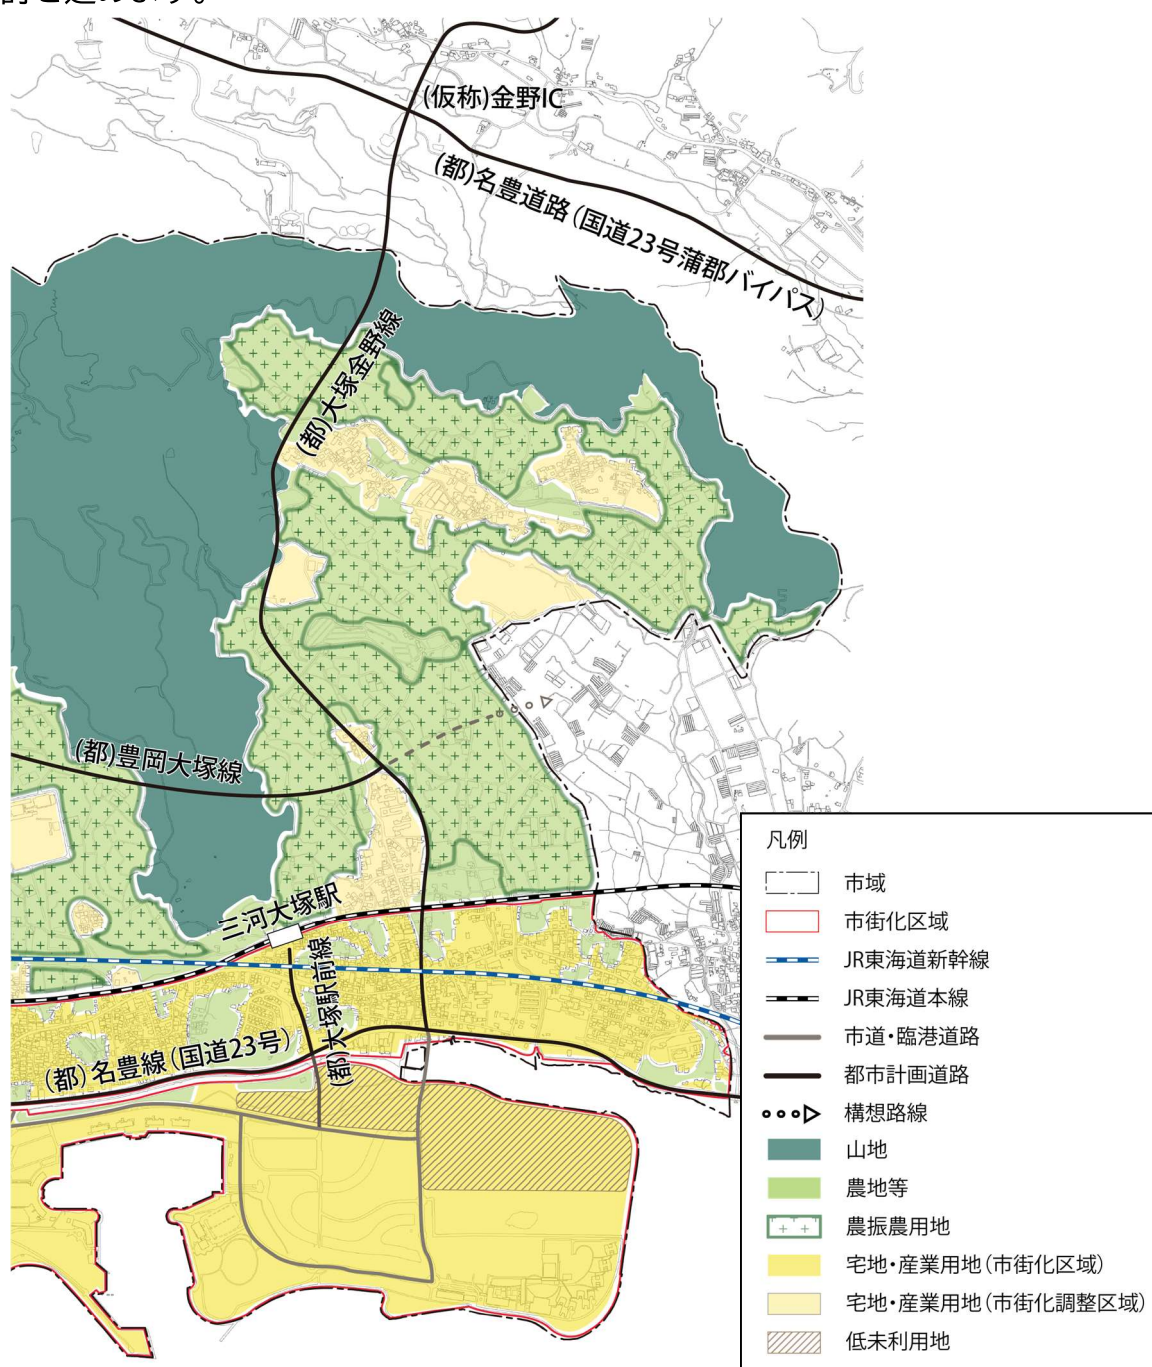 討を進めます。
(仮称)金野IC
(都)名豊道路(国道23号蒲郡バイパス)
(都)大塚金野線
(都)豊岡大塚線
三河大塚駅
(都)大塚駅前線
(都)名豊線(国道23号)
凡例
市域
市街化区域
JR東海道新幹線
JR東海道本線
市道・臨港道路
都市計画道路
構想路線
山地
農地等
農振農用地
宅地・産業用地(市街化区域)
宅地・産業用地(市街化調整区域)
低未利用地